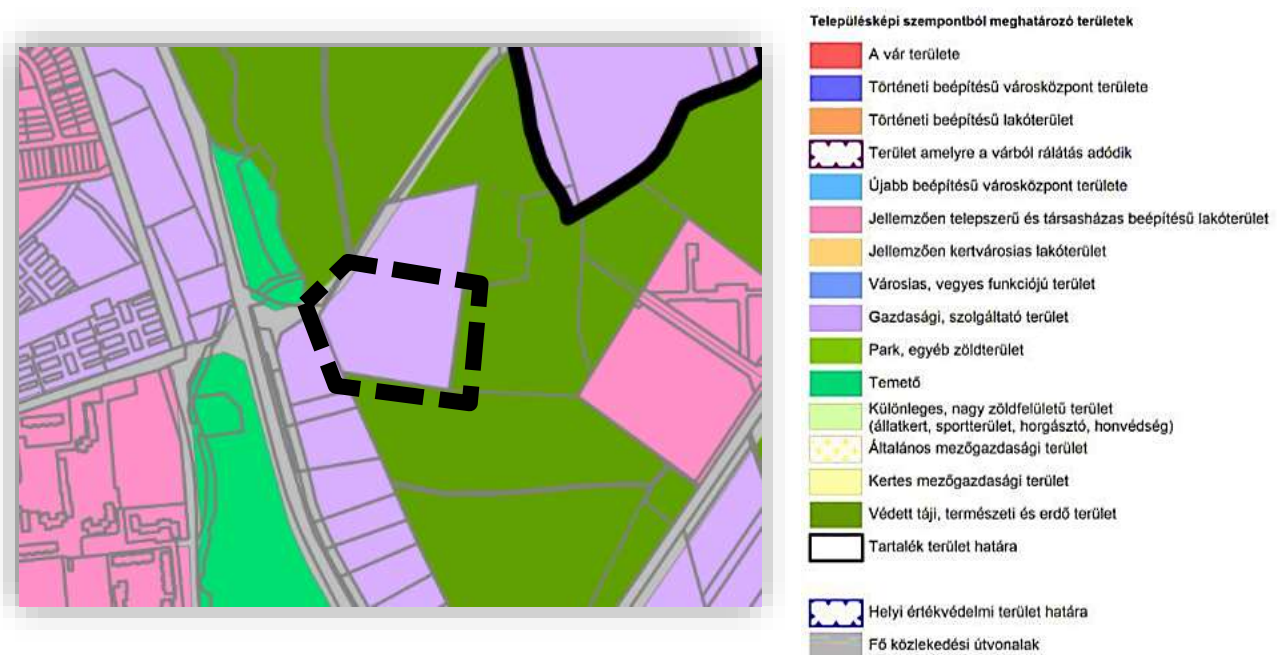 Településképi szempontból meghatározó területek
A vár területe
Történeti beépítésű városközpont területe
Történeti beépítésű lakóterület
Terület amelyre a várból rálátás adódik
Újabb beépítésű városközpont területe
Jellemzően telepszerű és társasházas beépítésű lakóterület
Jellemzően kertvárosias lakóterület
Városias, vegyes funkciójú terület
Gazdasági, szolgáltató terület
Park, egyéb zöldterület
Temető
Különleges, nagy zöldfelületű terület
(állatkert, sportterület, horgásztó, honvédség)
Általános mezőgazdasági terület
Kertes mezőgazdasági terület
Védett táji, természeti és erdő terület
Tartalék terület határa
Helyi értékvédelmi terület határa
Fő közlekedési útvonalak